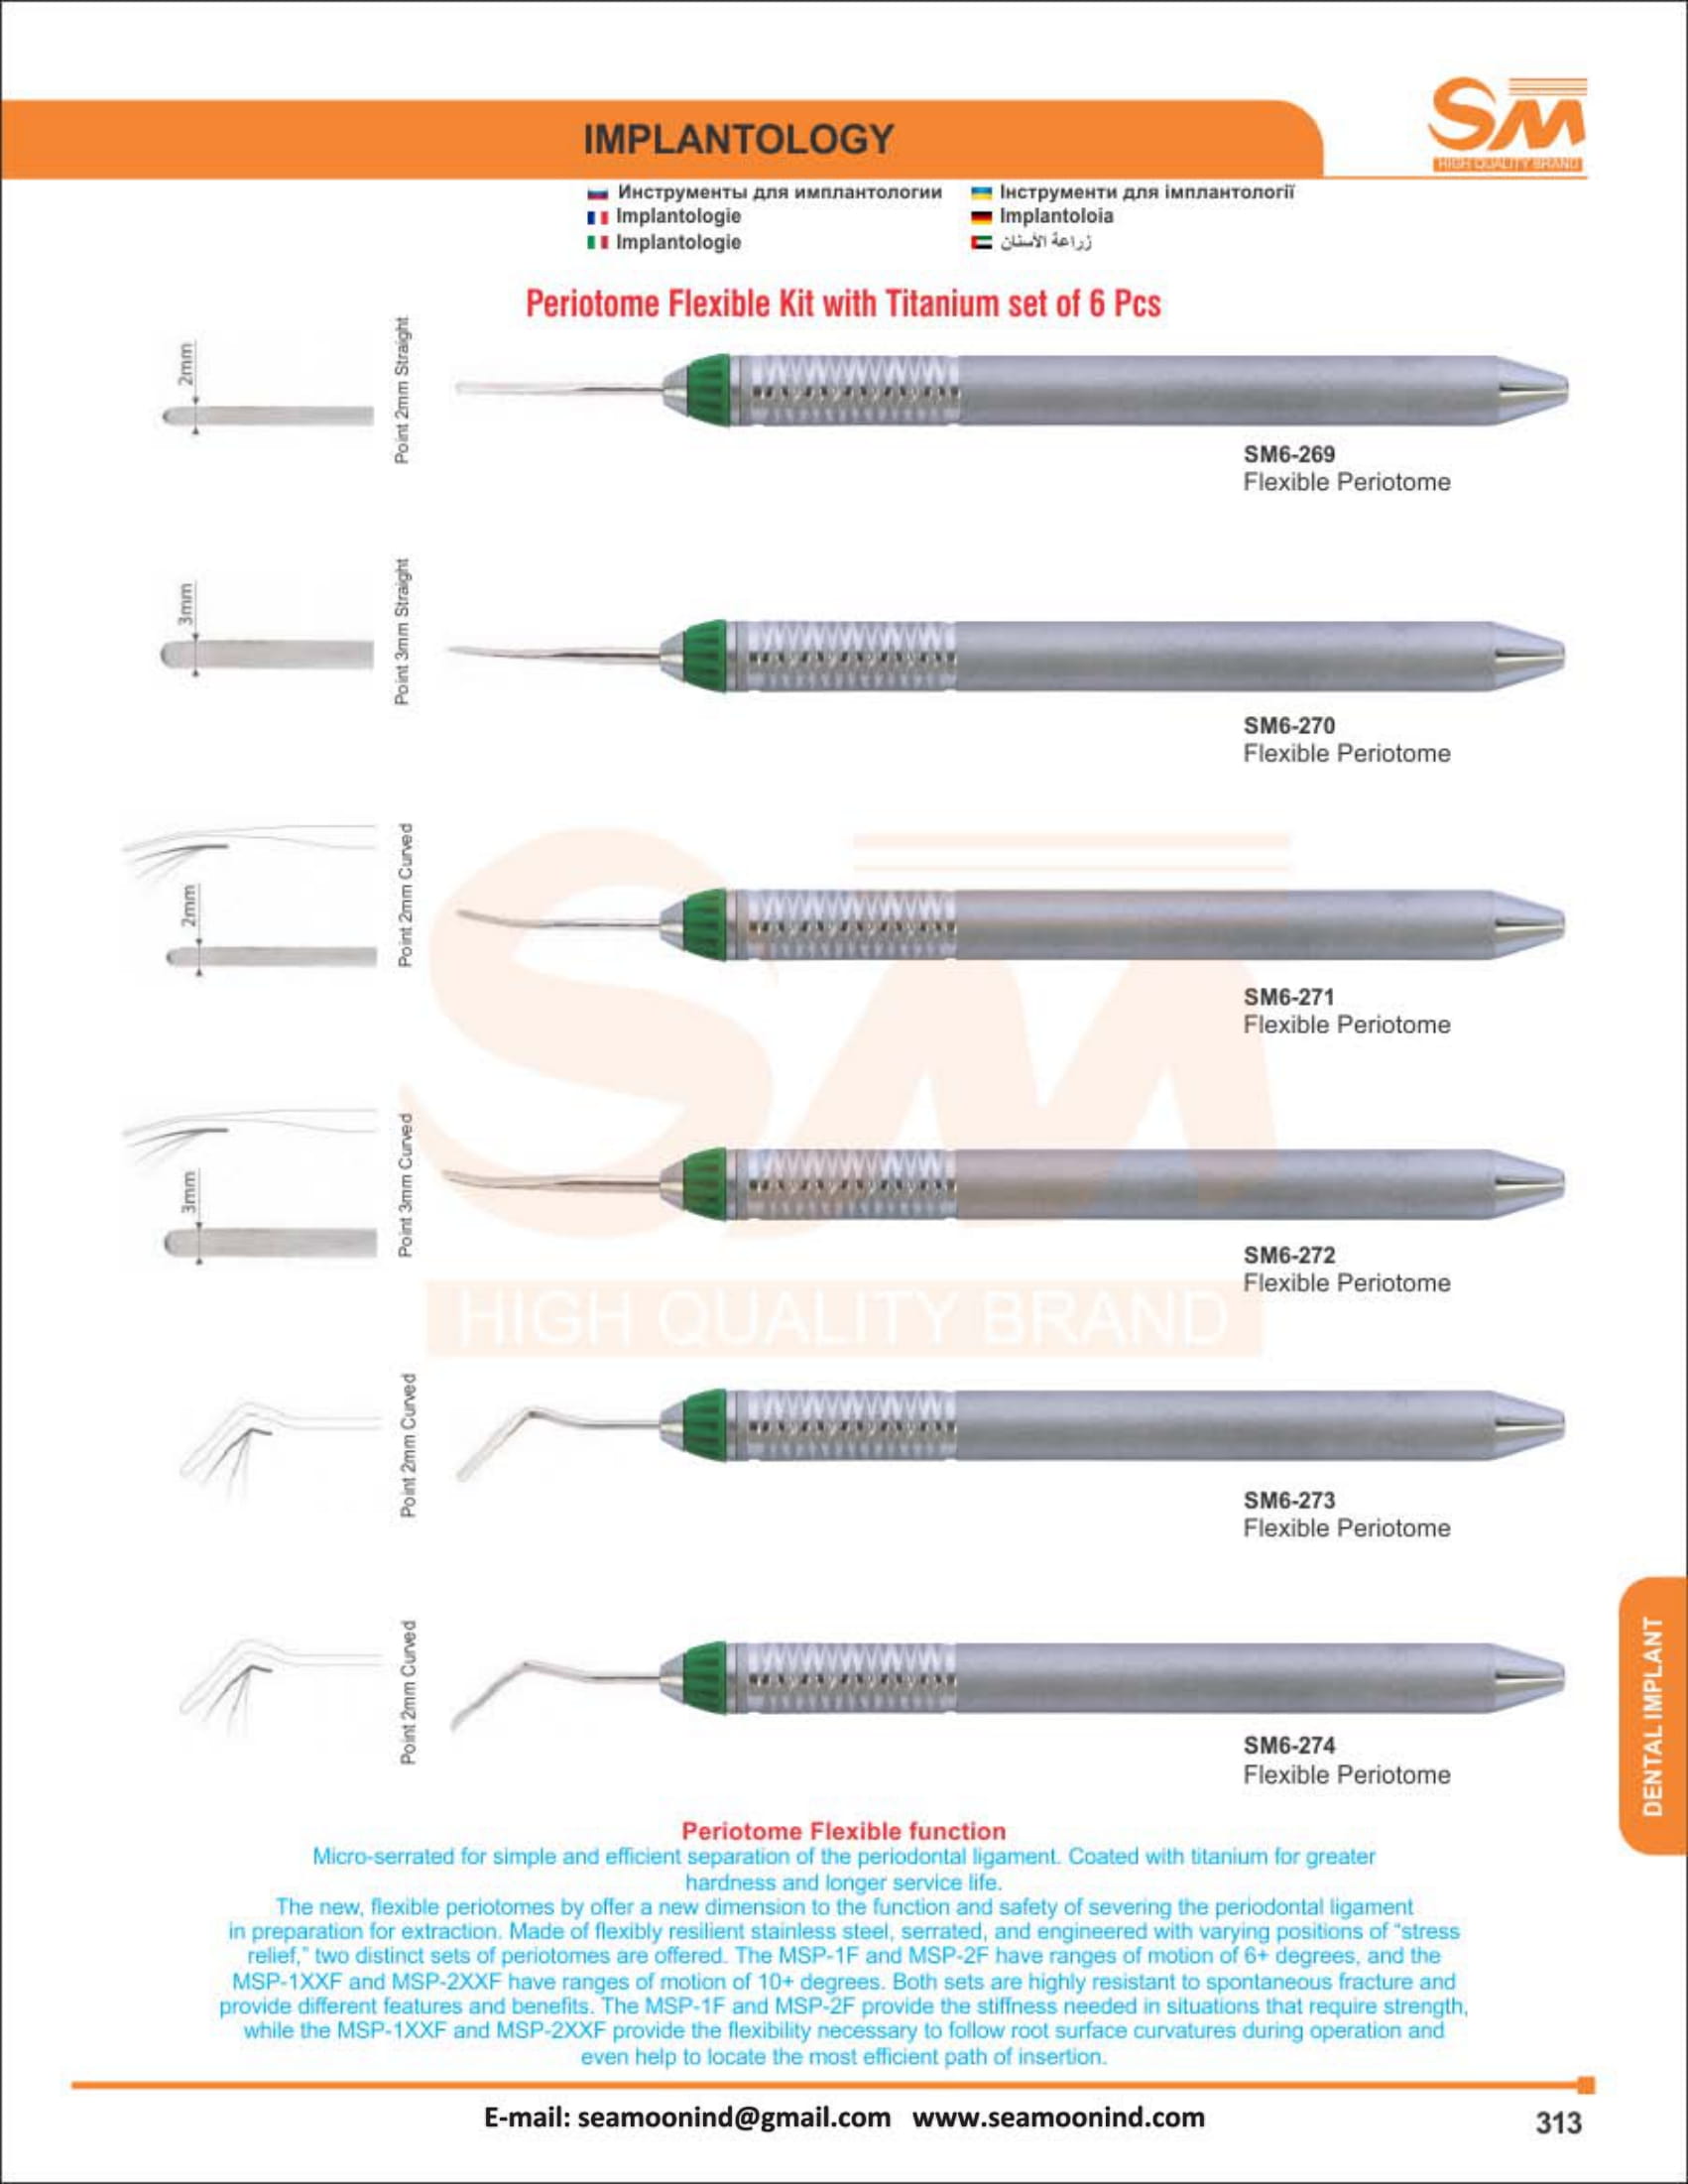 SM
HIGH QUALITY BRAND
IMPLANTOLOGY
Инструменты для имплантологии
Інструменти для імплантології
Implantologie
Implantoloia
Implantologie
زراعة الأسنان
Periotome Flexible Kit with Titanium set of 6 Pcs
2mm
Point 2mm Straight
SM6-269
Flexible Periotome
3mm
Point 3mm Straight
SM6-270
Flexible Periotome
2mm
Point 2mm Curved
SM6-271
Flexible Periotome
3mm
Point 3mm Curved
SM6-272
Flexible Periotome
SM
HIGH QUALITY BRAND
Point 2mm Curved
SM6-273
Flexible Periotome
Point 2mm Curved
SM6-274
Flexible Periotome
DENTAL IMPLANT
Periotome Flexible function
Micro-serrated for simple and efficient separation of the periodontal ligament. Coated with titanium for greater
hardness and longer service life.
The new, flexible periotomes by offer a new dimension to the function and safety of severing the periodontal ligament
in preparation for extraction. Made of flexibly resilient stainless steel, serrated, and engineered with varying positions of "stress
relief," two distinct sets of periotomes are offered. The MSP-1F and MSP-2F have ranges of motion of 6+ degrees, and the
MSP-1XXF and MSP-2XXF have ranges of motion of 10+ degrees. Both sets are highly resistant to spontaneous fracture and
provide different features and benefits. The MSP-1F and MSP-2F provide the stiffness needed in situations that require strength,
while the MSP-1XXF and MSP-2XXF provide the flexibility necessary to follow root surface curvatures during operation and
even help to locate the most efficient path of insertion.
E-mail: seamoonind@gmail.com www.seamoonind.com
313